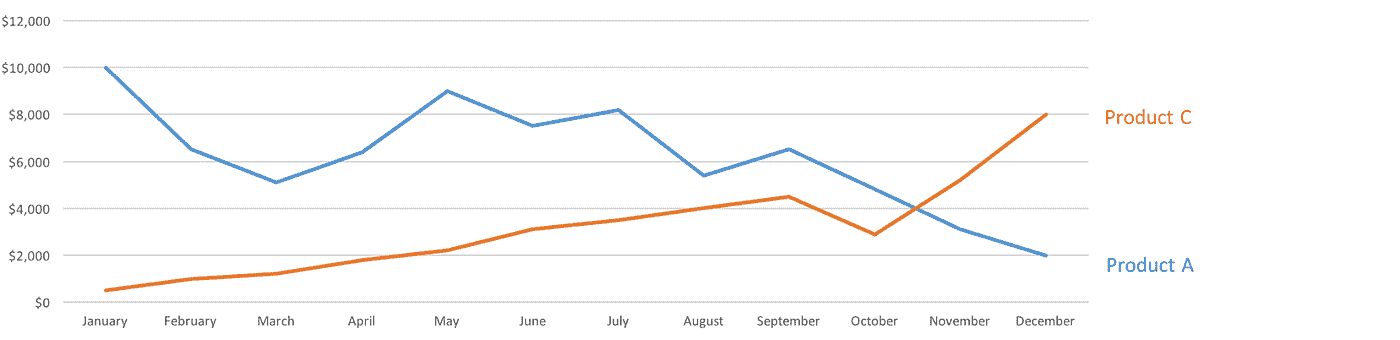 $12,000
$10,000
$8,000
Product C
$6,000
$4,000
$2,000
Product A
$0
January February March April May June July August September October November December